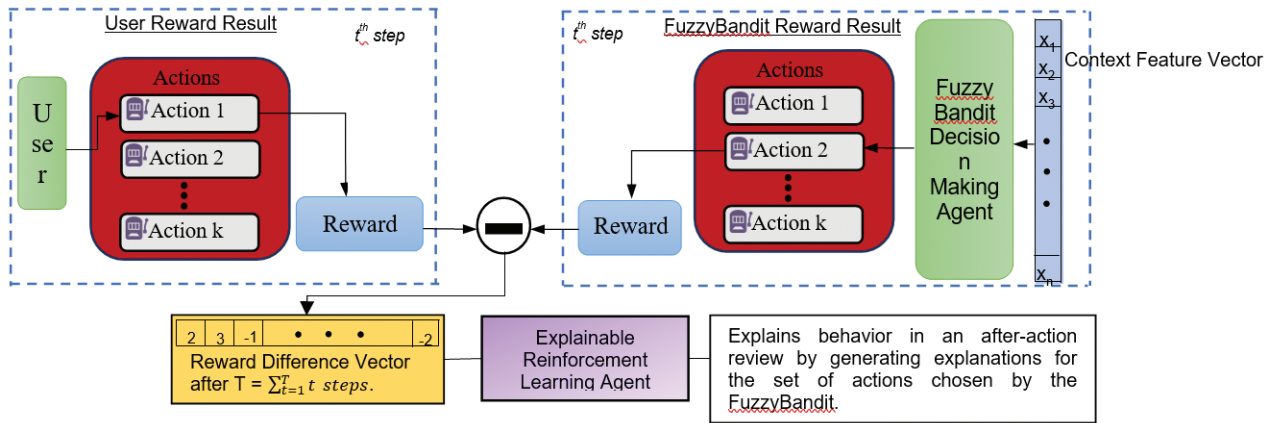 User Reward Result
t^th step
U
se
r
Actions
Action 1
Action 2
Action k
Reward
t^th step
FuzzyBandit Reward Result
Actions
Action 1
Action 2
Action k
Reward
Fuzzy
Bandit
Decisio
n
Making
Agent
x₁
x₂
x₃
xₙ
Context Feature Vector
2 3 -1 • • • -2
Reward Difference Vector
after T = ∑_{t=1}^{T} t steps.
Explainable
Reinforcement
Learning Agent
Explains behavior in an after-action
review by generating explanations for
the set of actions chosen by the
FuzzyBandit.